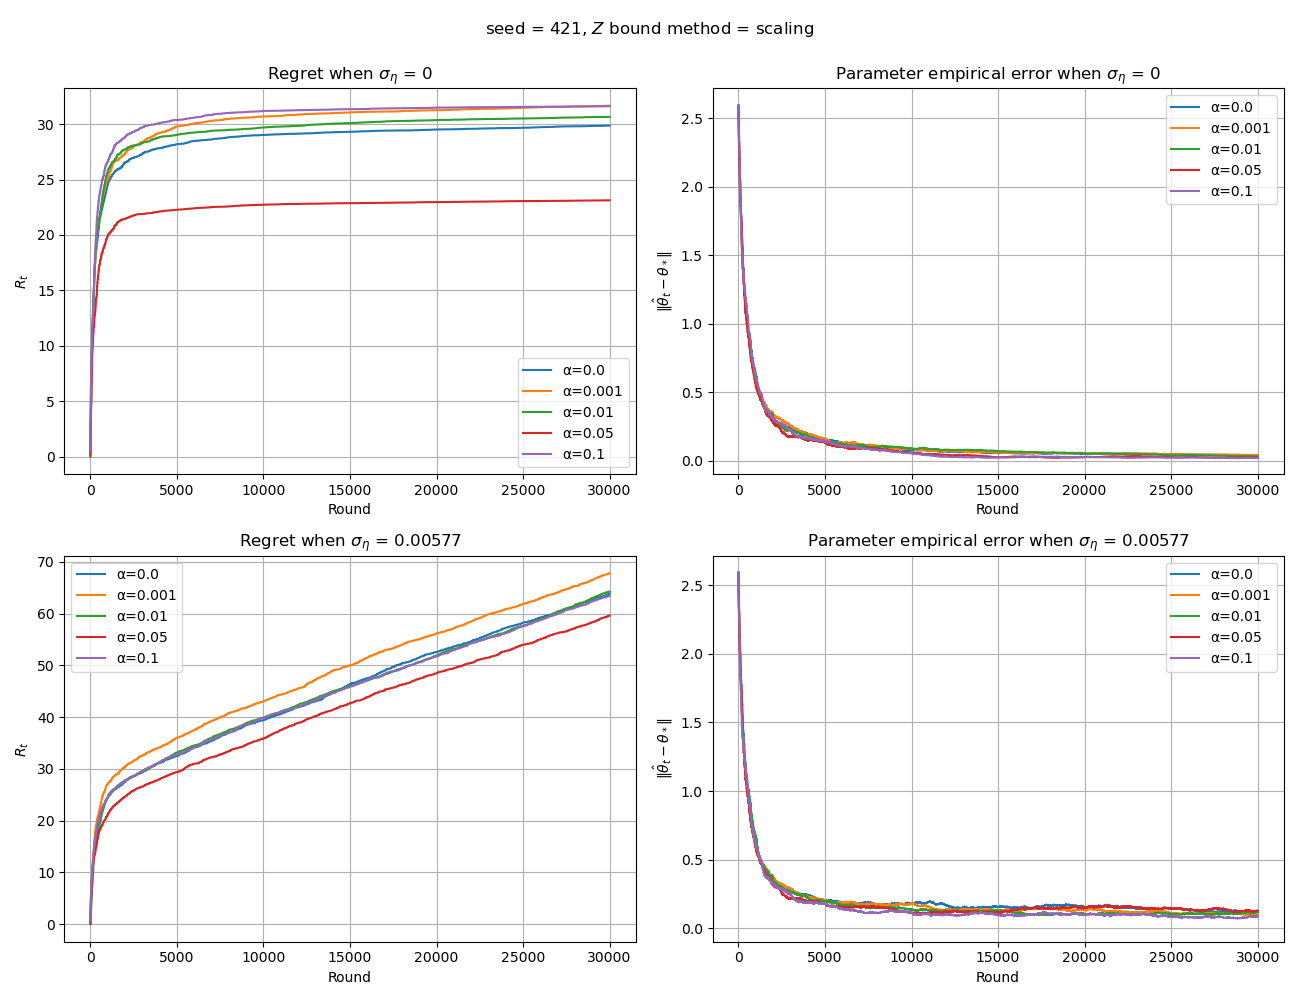 seed = 421, Z bound method = scaling
Regret when σ_η = 0
R_t
30
25
20
15
10
5
0
α=0.0
α=0.001
α=0.01
α=0.05
α=0.1
0 5000 10000 15000 20000 25000 30000
Round
Parameter empirical error when σ_η = 0
‖θ̂_t − θ_*‖
2.5
2.0
1.5
1.0
0.5
0.0
α=0.0
α=0.001
α=0.01
α=0.05
α=0.1
0 5000 10000 15000 20000 25000 30000
Round
Regret when σ_η = 0.00577
R_t
70
60
50
40
30
20
10
0
α=0.0
α=0.001
α=0.01
α=0.05
α=0.1
0 5000 10000 15000 20000 25000 30000
Round
Parameter empirical error when σ_η = 0.00577
‖θ̂_t − θ_*‖
2.5
2.0
1.5
1.0
0.5
0.0
α=0.0
α=0.001
α=0.01
α=0.05
α=0.1
0 5000 10000 15000 20000 25000 30000
Round